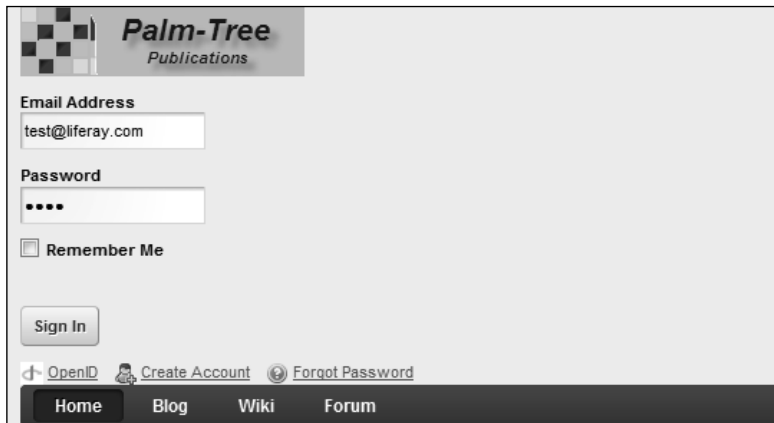 Palm-Tree
Publications
Email Address
test@liferay.com
Password
••••
Remember Me
Sign In
OpenID Create Account Forgot Password
Home Blog Wiki Forum